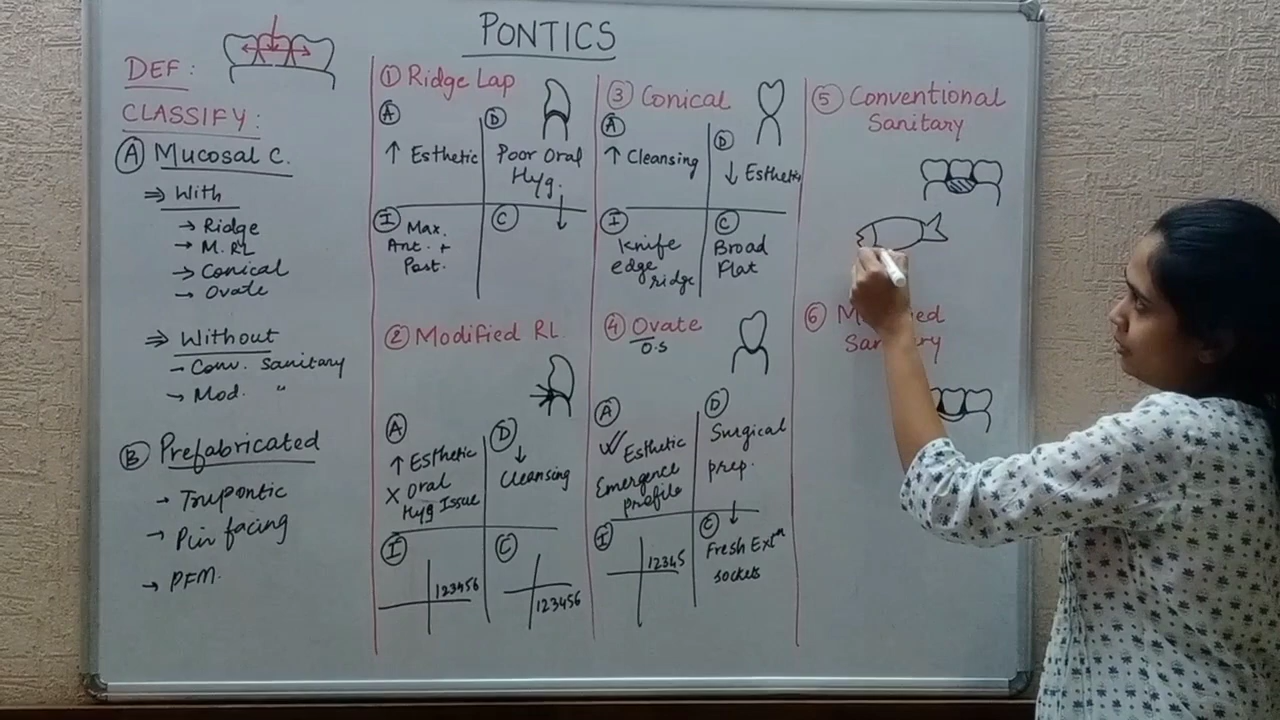 PONTICS
DEF:
CLASSIFY:
Ⓐ Mucosal C.
⇒ With
→ Ridge
→ M. RL
→ Conical
→ Ovate
⇒ Without
→ Conv. Sanitary
→ Mod. "
Ⓑ Prefabricated
→ Trupontic
→ Pin facing
→ PFM.
① Ridge Lap
Ⓐ
↑ Esthetic
Ⓓ
Poor Oral
Hyg. ↓
Ⓘ Max.
Ant. +
Post.
Ⓒ
② Modified RL
Ⓐ
↑ Esthetic
X Oral
Hyg Issue
Ⓓ
↓
Cleansing
Ⓘ
123456
Ⓒ
123456
③ Conical
Ⓐ
↑ Cleansing
Ⓓ
↓ Esthetic
Ⓘ
Knife
edge
ridge
Ⓒ
Broad
Flat
④ Ovate
O.S
Ⓐ
✓ Esthetic
Emergence
profile
Ⓓ
Surgical
prep.
↓
Ⓘ
12345
Ⓒ
Fresh Extⁿ
sockets
⑤ Conventional
Sanitary
⑥